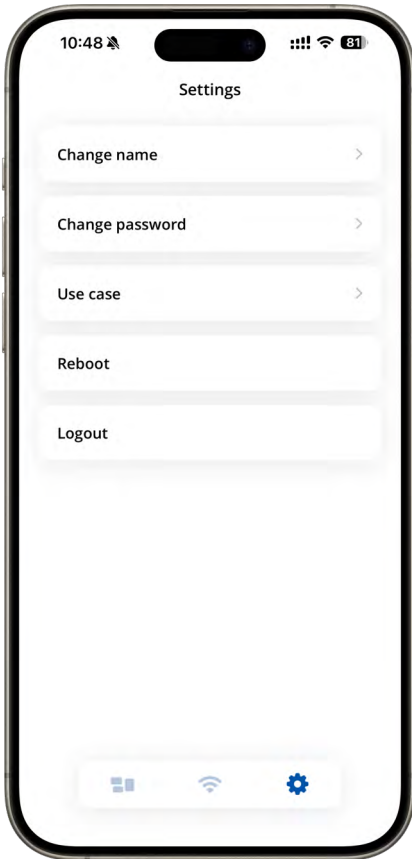 10:48
81
Settings
Change name
Change password
Use case
Reboot
Logout